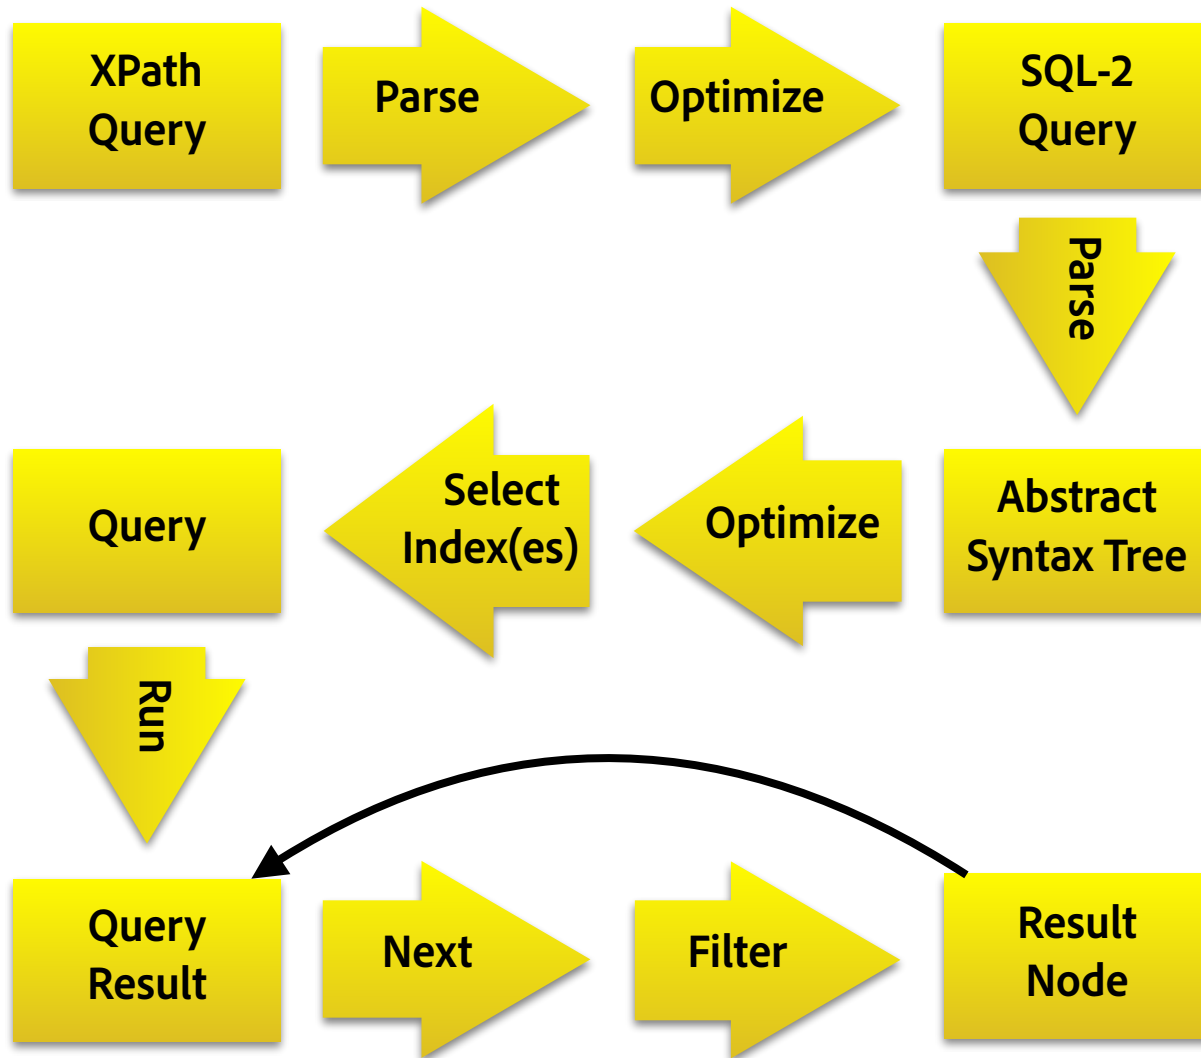 XPath
Query
Parse
Optimize
SQL-2
Query
Parse
Query
Select
Index(es)
Optimize
Abstract
Syntax Tree
Run
Query
Result
Next
Filter
Result
Node